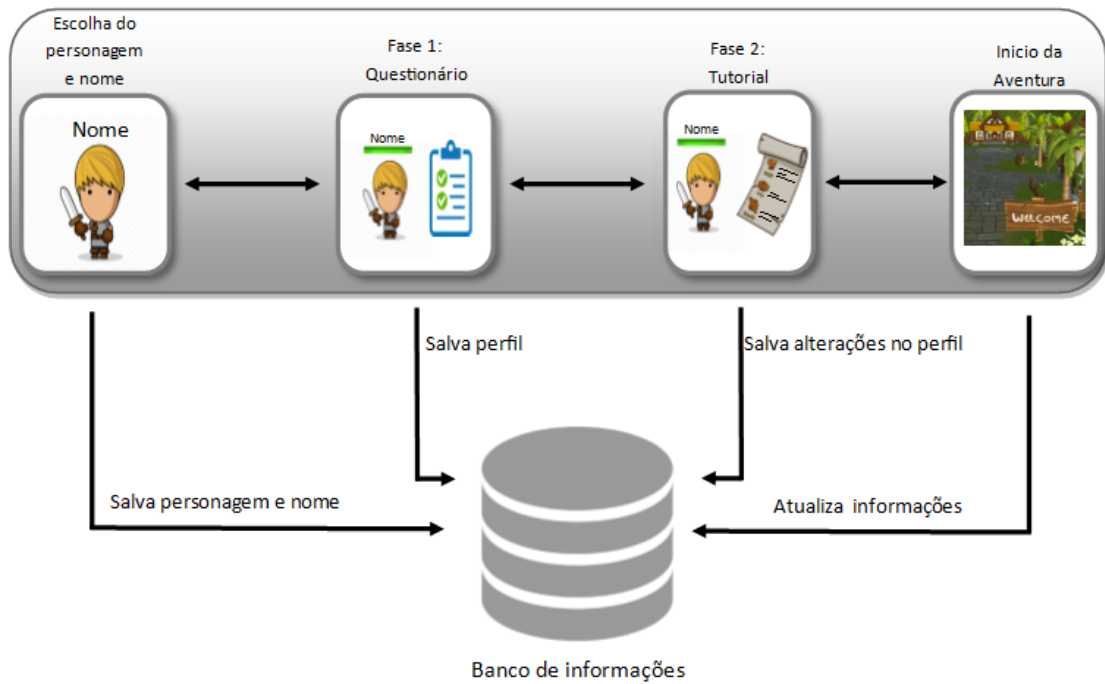 Escolha do
personagem
e nome
Fase 1:
Questionário
Fase 2:
Tutorial
Inicio da
Aventura
Nome
Nome
Nome
WELCOME
Salva perfil
Salva alterações no perfil
Salva personagem e nome
Atualiza informações
Banco de informações